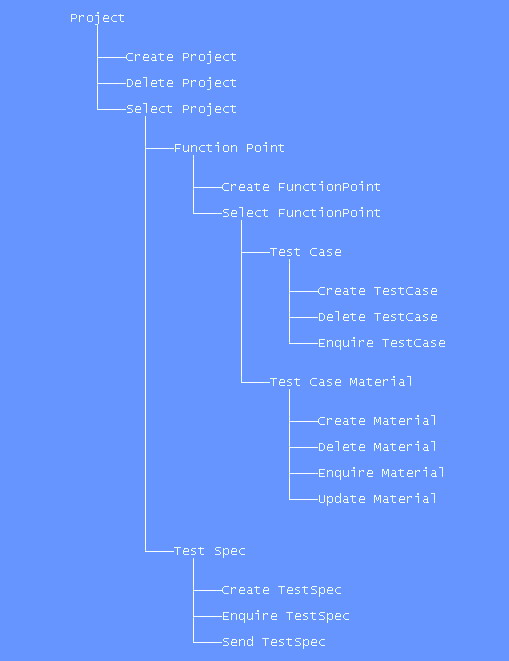 Project
Create Project
Delete Project
Select Project
Function Point
Create FunctionPoint
Select FunctionPoint
Test Case
Create TestCase
Delete TestCase
Enquire TestCase
Test Case Material
Create Material
Delete Material
Enquire Material
Update Material
Test Spec
Create TestSpec
Enquire TestSpec
Send TestSpec